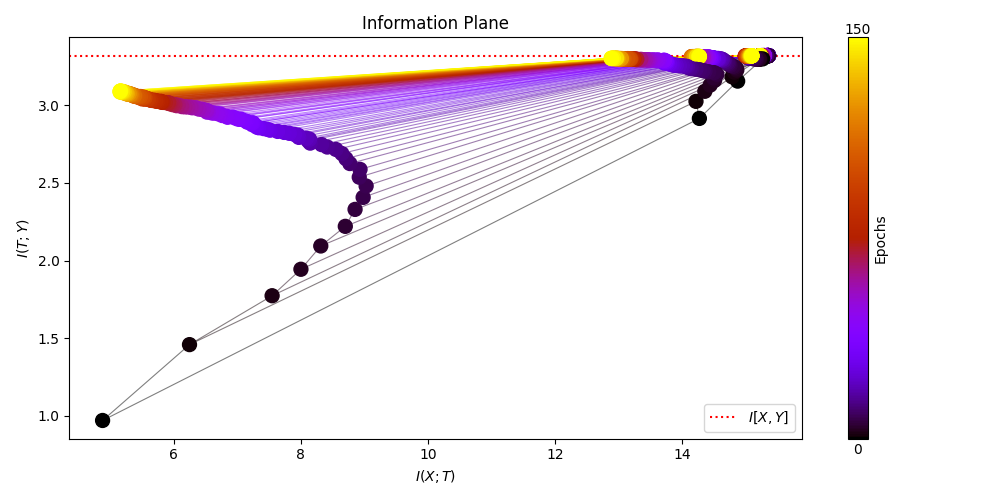 Information Plane
150
3.0
2.5
2.0
1.5
1.0
I(T; Y)
6
8
10
12
14
I(X; T)
I[X, Y]
Epochs
0